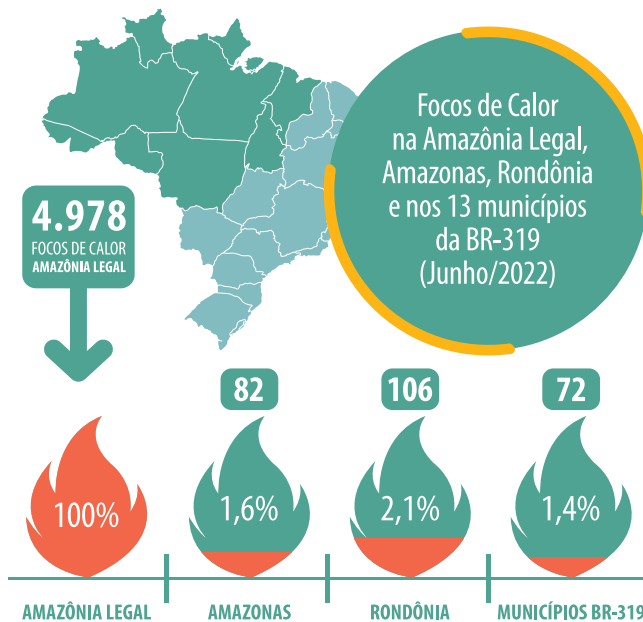 Focos de Calor
na Amazônia Legal,
Amazonas, Rondônia
e nos 13 municípios
da BR-319
(Junho/2022)
4.978
FOCOS DE CALOR
AMAZÔNIA LEGAL
82
106
72
100%
1,6%
2,1%
1,4%
AMAZÔNIA LEGAL
AMAZONAS
RONDÔNIA
MUNICÍPIOS BR-319